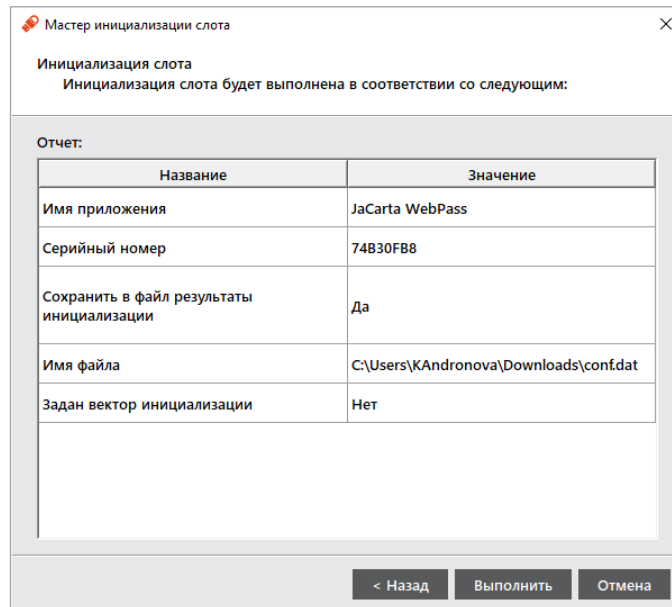 Мастер инициализации слота
Инициализация слота
Инициализация слота будет выполнена в соответствии со следующим:
Отчет:
Название Значение
Имя приложения JaCarta WebPass
Серийный номер 74B30FB8
Сохранить в файл результаты
инициализации Да
Имя файла C:\Users\KAndronova\Downloads\conf.dat
Задан вектор инициализации Нет
< Назад Выполнить Отмена